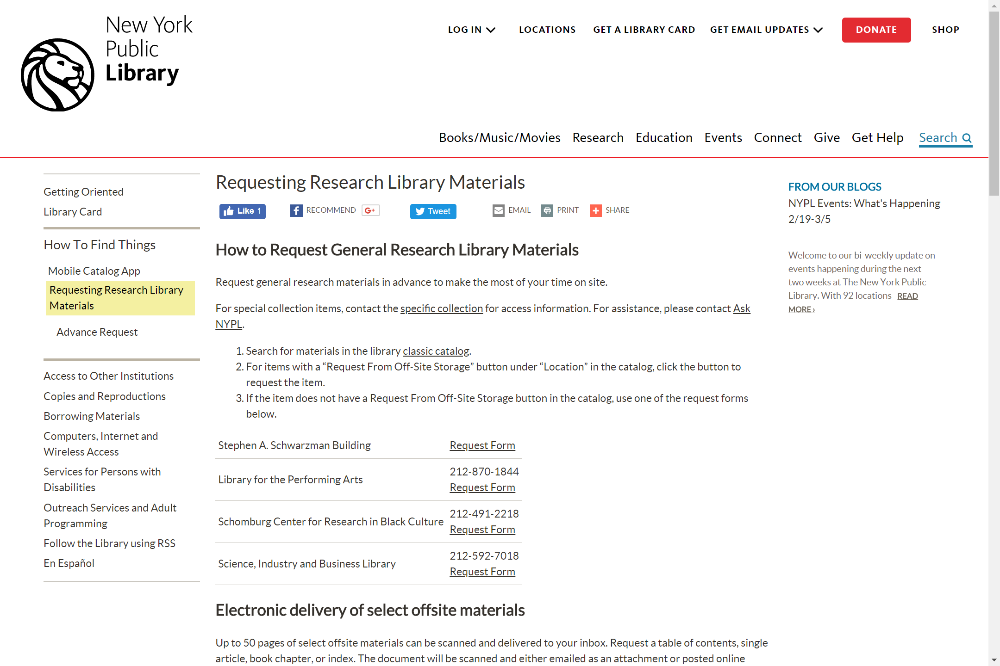 New York
Public
Library
LOG IN
LOCATIONS
GET A LIBRARY CARD
GET EMAIL UPDATES
DONATE
SHOP
Books/Music/Movies
Research
Education
Events
Connect
Give
Get Help
Search
Getting Oriented
Library Card
How To Find Things
Mobile Catalog App
Requesting Research Library
Materials
Advance Request
Access to Other Institutions
Copies and Reproductions
Borrowing Materials
Computers, Internet and
Wireless Access
Services for Persons with
Disabilities
Outreach Services and Adult
Programming
Follow the Library using RSS
En Español
Requesting Research Library Materials
Like 1
f RECOMMEND
G+
Tweet
EMAIL
PRINT
SHARE
How to Request General Research Library Materials
Request general research materials in advance to make the most of your time on site.
For special collection items, contact the specific collection for access information. For assistance, please contact Ask
NYPL.
1. Search for materials in the library classic catalog.
2. For items with a “Request From Off-Site Storage” button under “Location” in the catalog, click the button to
request the item.
3. If the item does not have a Request From Off-Site Storage button in the catalog, use one of the request forms
below.
Stephen A. Schwarzman Building
Request Form
Library for the Performing Arts
212-870-1844
Request Form
Schomburg Center for Research in Black Culture
212-491-2218
Request Form
Science, Industry and Business Library
212-592-7018
Request Form
Electronic delivery of select offsite materials
Up to 50 pages of select offsite materials can be scanned and delivered to your inbox. Request a table of contents, single
article, book chapter, or index. The document will be scanned and either emailed as an attachment or posted online
FROM OUR BLOGS
NYPL Events: What's Happening
2/19-3/5
Welcome to our bi-weekly update on
events happening during the next
two weeks at The New York Public
Library. With 92 locations READ
MORE ›